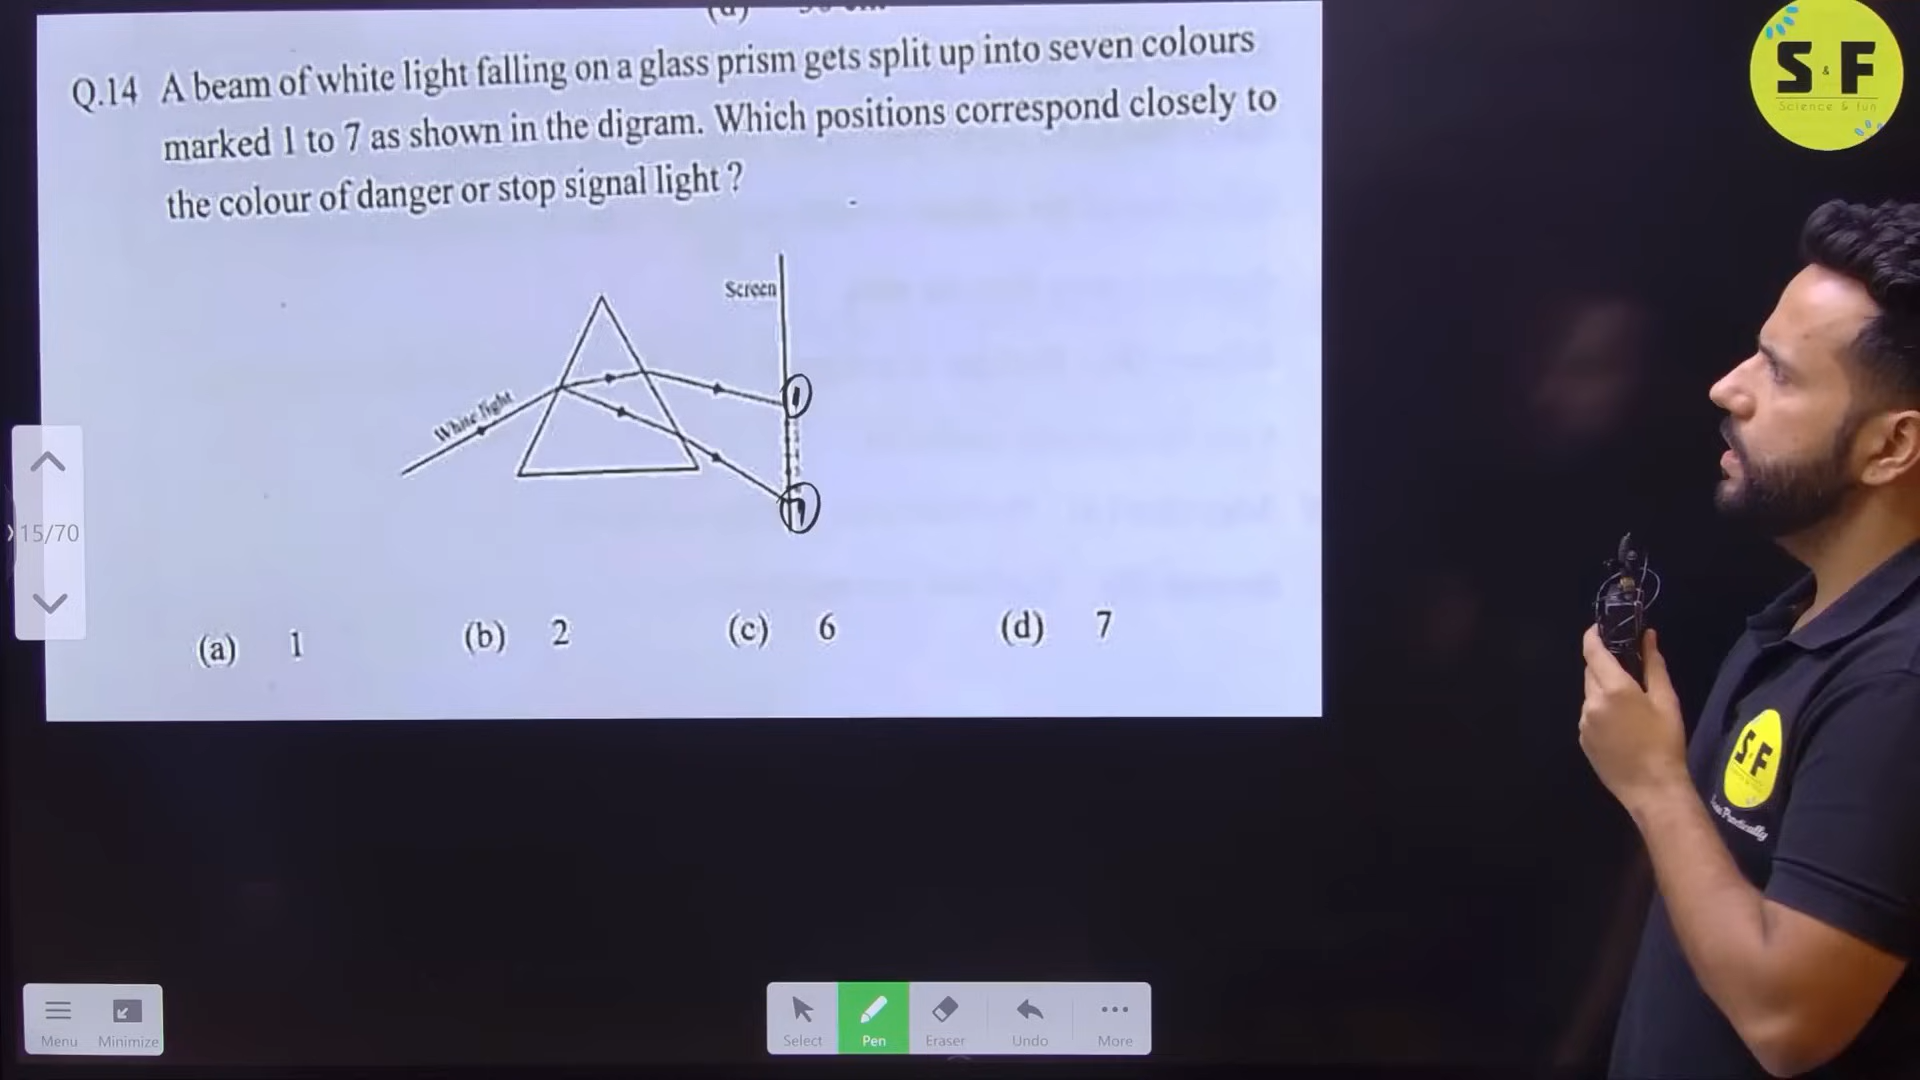 S & F
Science & fun
Q.14 A beam of white light falling on a glass prism gets split up into seven colours
marked 1 to 7 as shown in the digram. Which positions correspond closely to
the colour of danger or stop signal light ?
Screen
White light
1
7
(a) 1 (b) 2 (c) 6 (d) 7
15/70
S&F
Menu Minimize
Select Pen Eraser Undo More